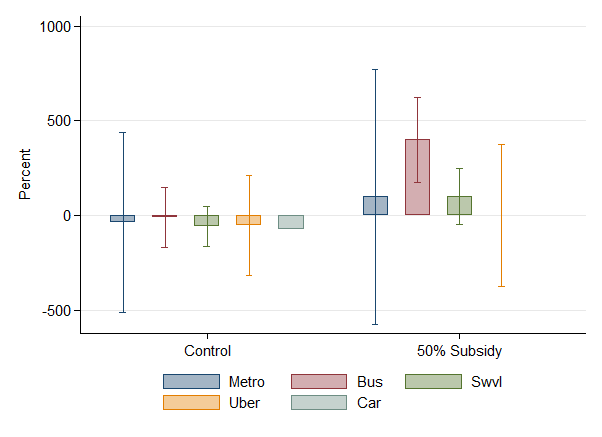 1000
500
Percent
0
-500
Control 50% Subsidy
Metro Bus Swvl
Uber Car